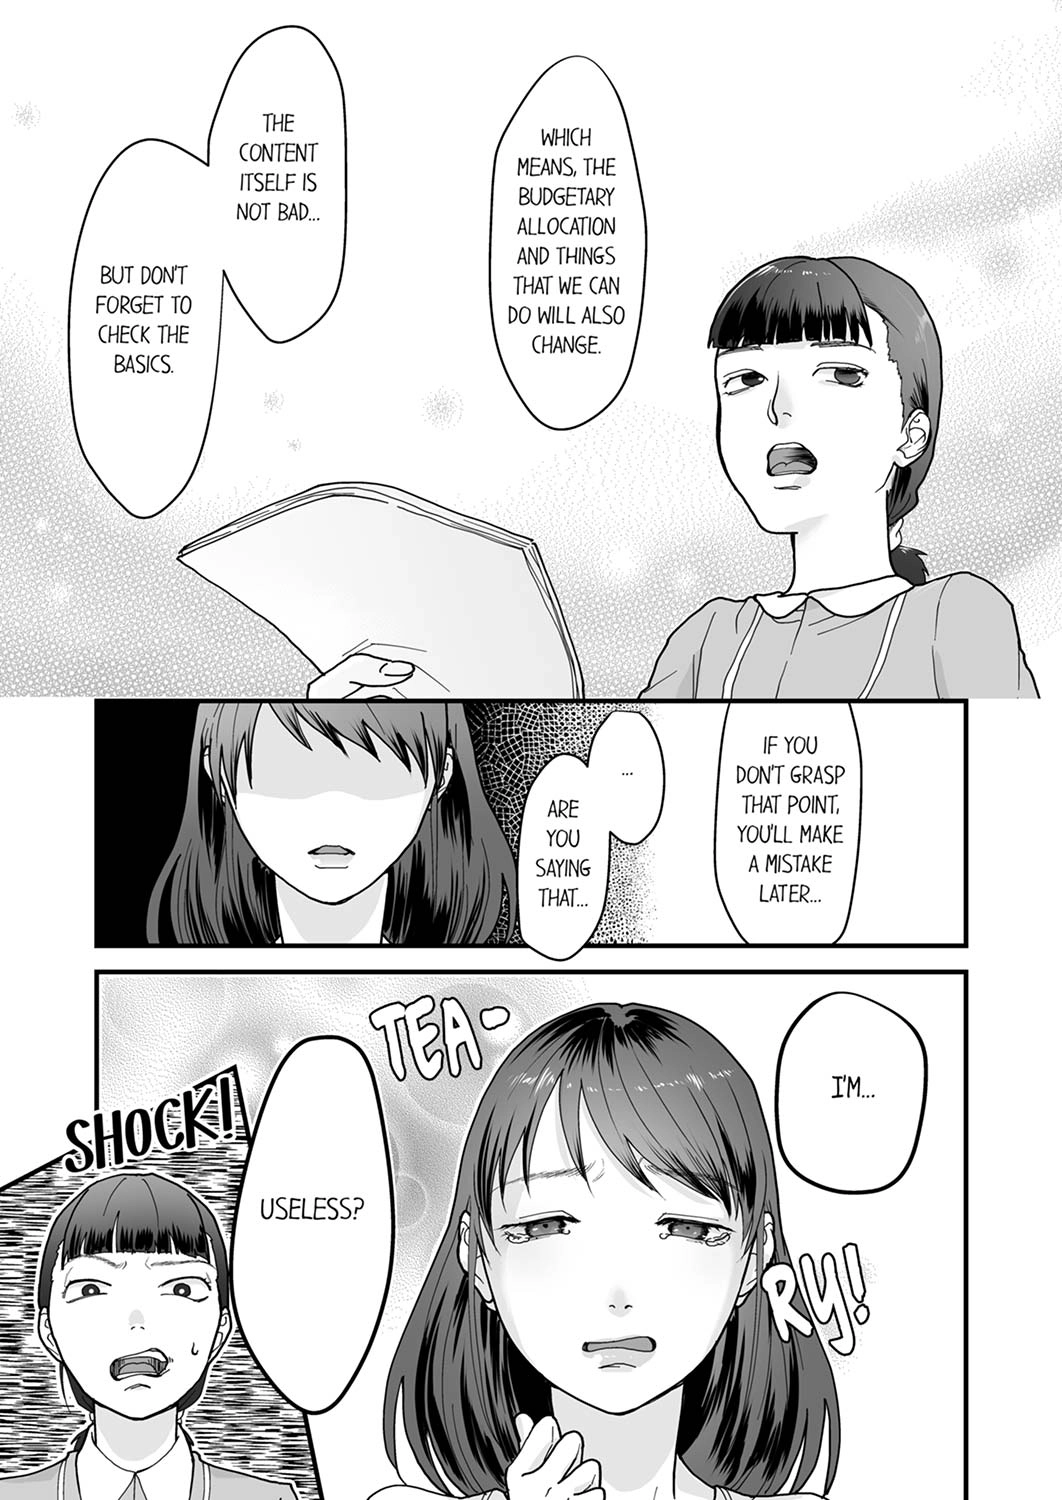 WHICH
MEANS, THE
BUDGETARY
ALLOCATION
AND THINGS
THAT WE CAN
DO WILL ALSO
CHANGE.
THE
CONTENT
ITSELF IS
NOT BAD...
BUT DON'T
FORGET TO
CHECK THE
BASICS.
IF YOU
DON'T GRASP
THAT POINT,
YOU'LL MAKE
A MISTAKE
LATER...
...
ARE
YOU
SAYING
THAT...
I'M...
TEA-
RY!
USELESS?
SHOCK!